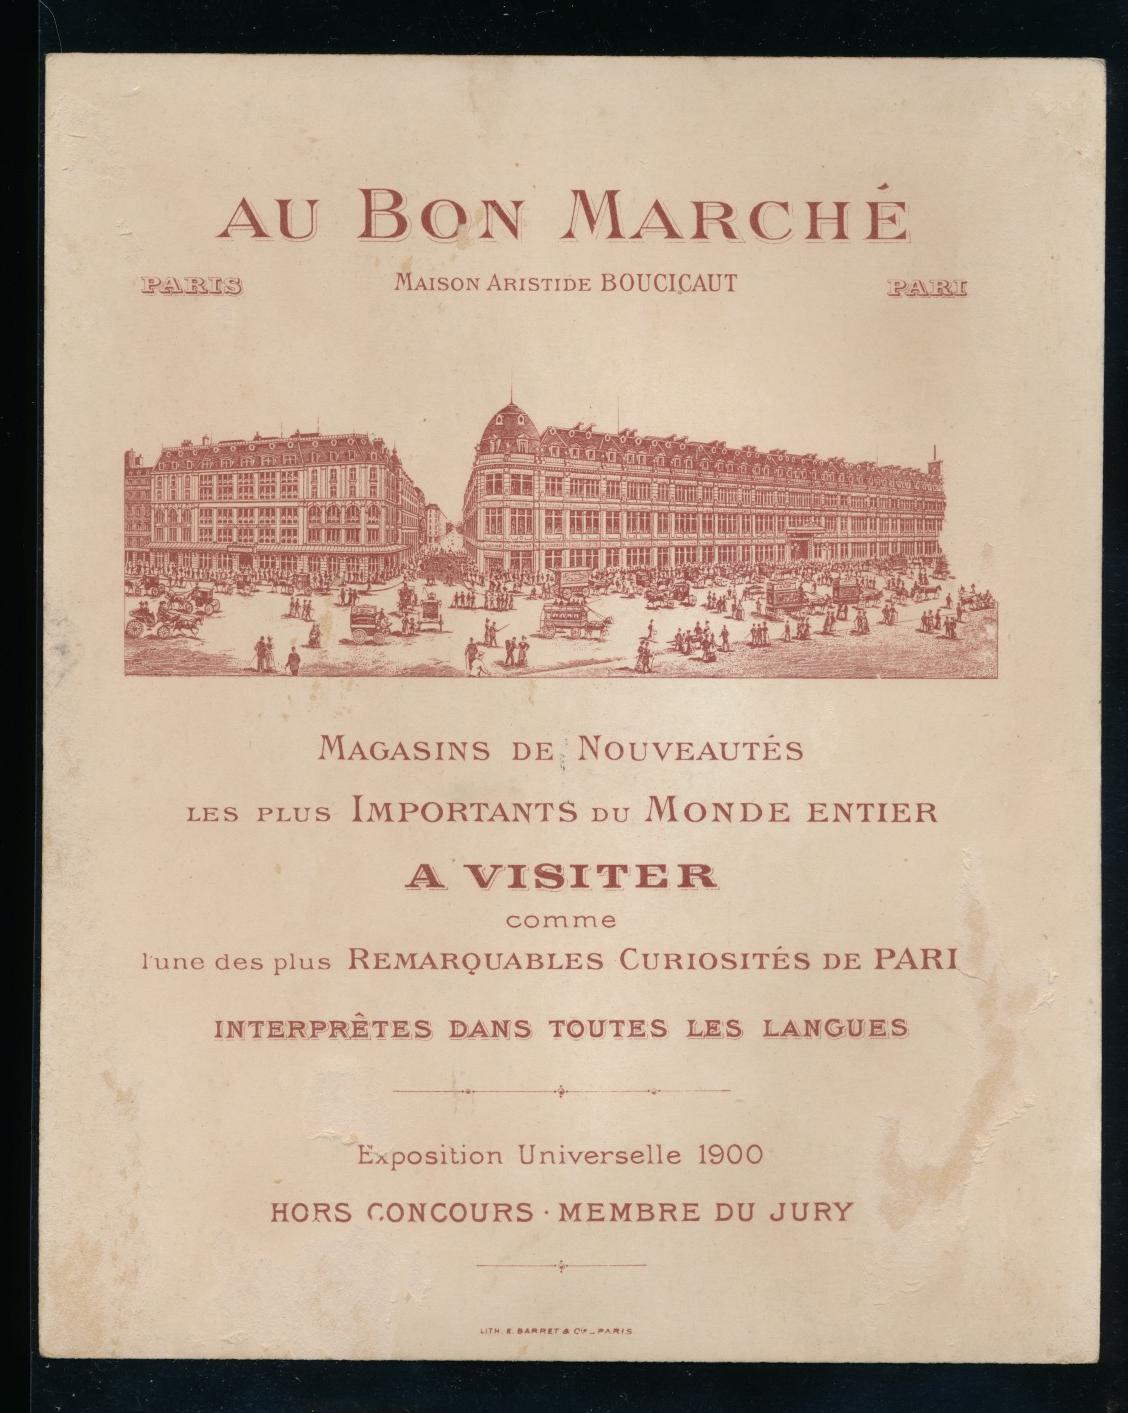 AU BON MARCHÉ
PARIS MAISON ARISTIDE BOUCICAUT PARI
MAGASINS DE NOUVEAUTÉS
LES PLUS IMPORTANTS DU MONDE ENTIER
A VISITER
comme
l'une des plus REMARQUABLES CURIOSITÉS DE PARI
INTERPRÊTES DANS TOUTES LES LANGUES
Exposition Universelle 1900
HORS CONCOURS · MEMBRE DU JURY
LITH. E. BARRET & Cie _ PARIS